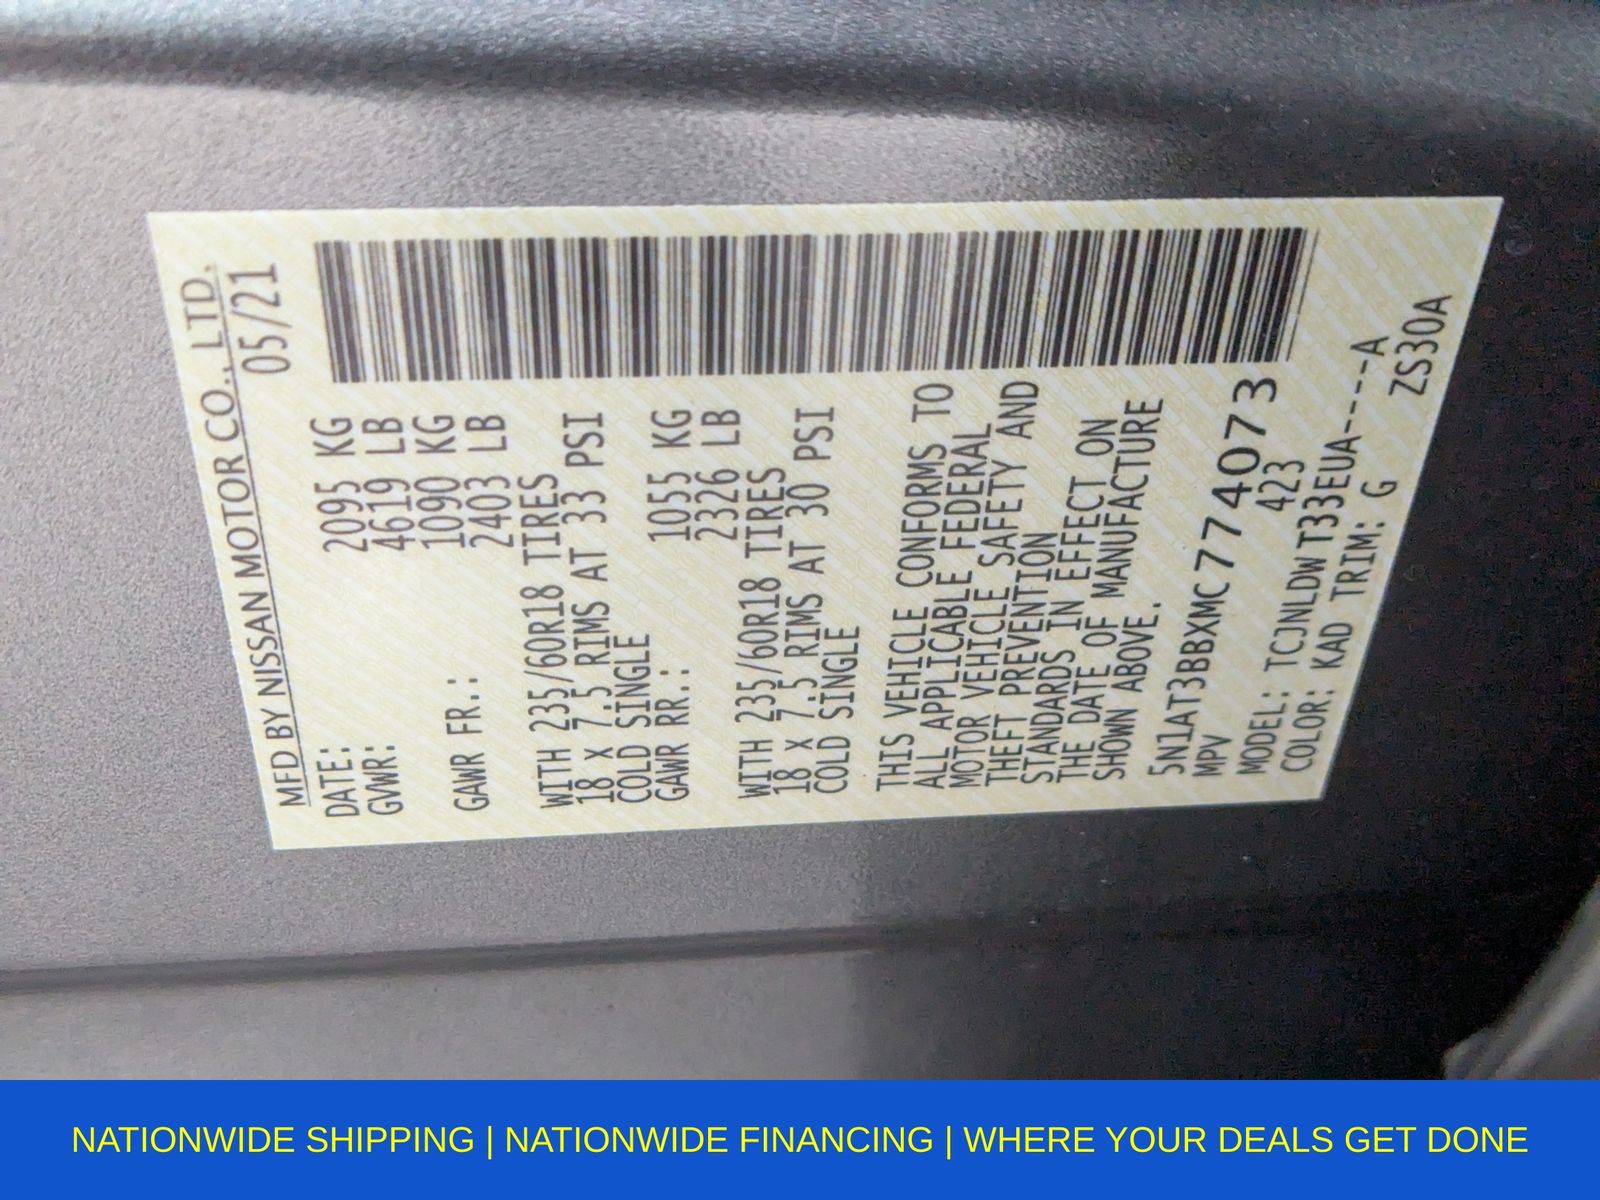 MFD BY NISSAN MOTOR CO., LTD.
DATE: 05/21
GVWR: 2095 KG
4619 LB
GAWR FR.: 1090 KG
2403 LB
WITH 235/60R18 TIRES
18 X 7.5 RIMS AT 33 PSI
COLD SINGLE
GAWR RR.: 1055 KG
2326 LB
WITH 235/60R18 TIRES
18 X 7.5 RIMS AT 30 PSI
COLD SINGLE
THIS VEHICLE CONFORMS TO
ALL APPLICABLE FEDERAL
MOTOR VEHICLE SAFETY AND
THEFT PREVENTION
STANDARDS IN EFFECT ON
THE DATE OF MANUFACTURE
SHOWN ABOVE.
5N1AT3BBXMC774073
MPV 423
MODEL: TCJNLDWT33EUA----A
COLOR: KAD TRIM: G ZS30A
NATIONWIDE SHIPPING | NATIONWIDE FINANCING | WHERE YOUR DEALS GET DONE